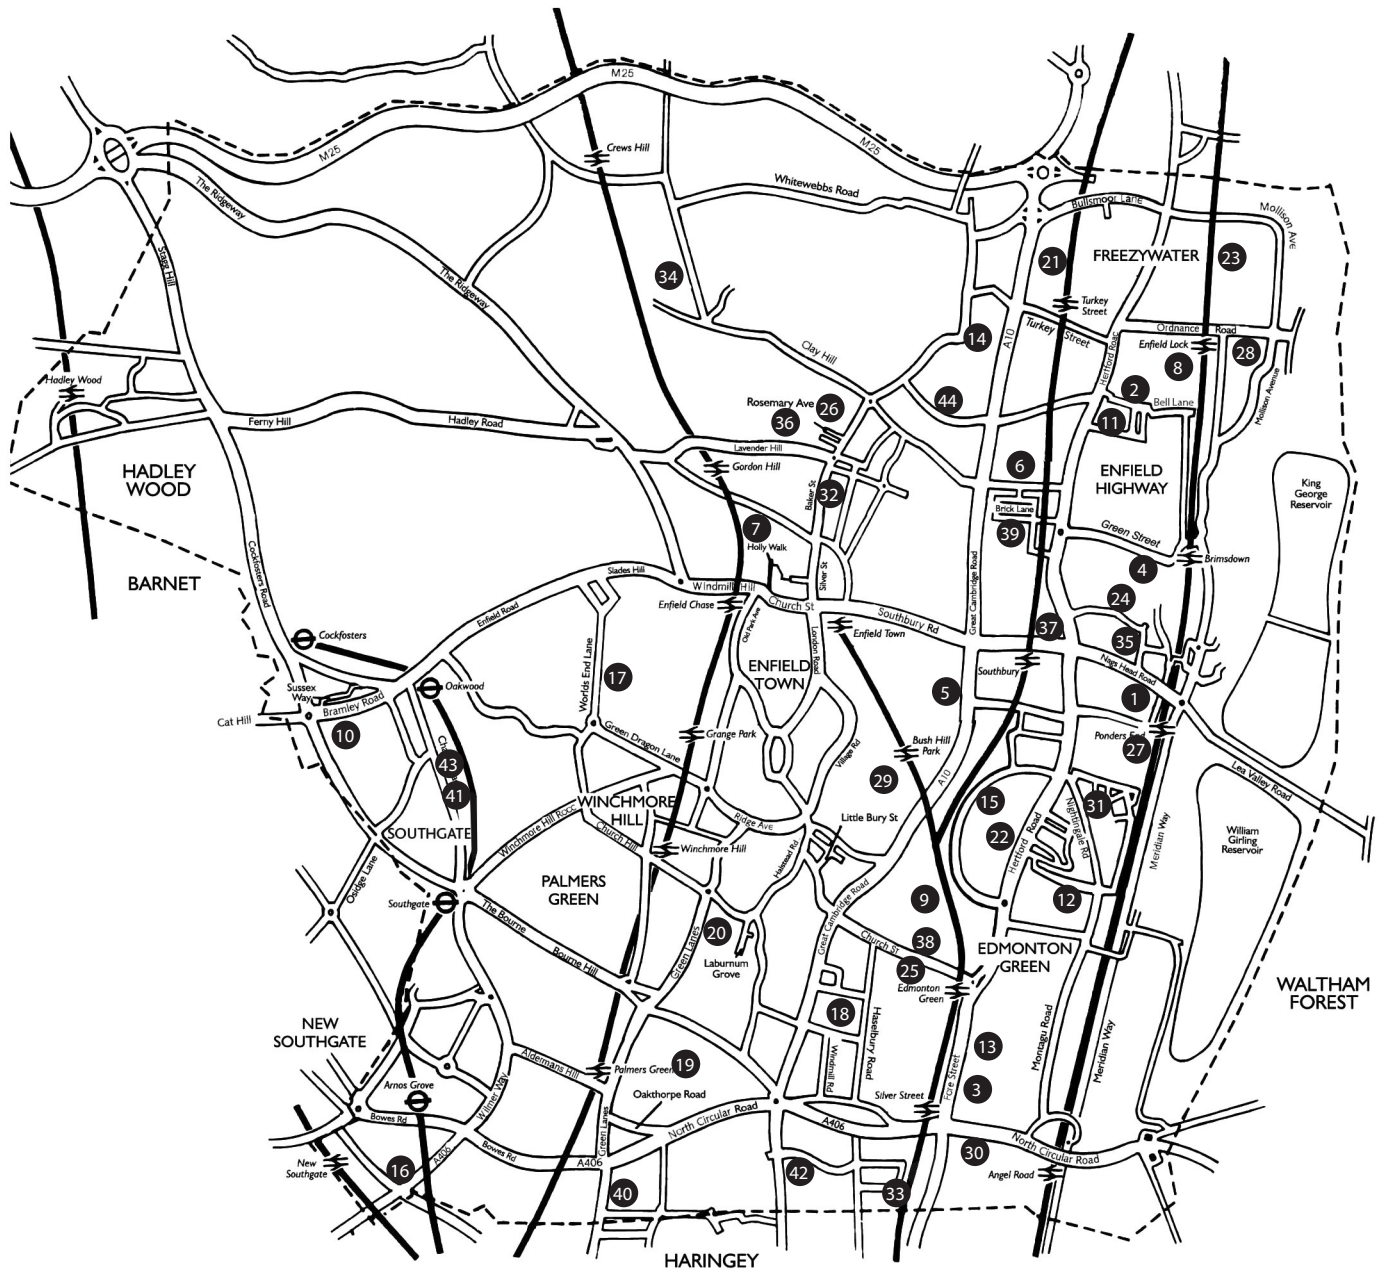 M25
Crews Hill
M25
M25
Whitewebbs Road
The Ridgeway
Bullsmoor Lane
Mollison Ave
Stagg Hill
FREEZYWATER
23
21
34
The Ridgeway
Turkey
Street
Turkey Street
Ordnance Road
14
A10
Enfield Lock
28
Clay Hill
8
Hertford Road
Hadley Wood
2
Mollison Avenue
Rosemary Ave
26
44
Bell Lane
36
11
Ferny Hill
Hadley Road
Lavender Hill
Gordon Hill
6
ENFIELD
HIGHWAY
HADLEY
WOOD
King
George
Reservoir
Baker St
32
Brick Lane
7
39
Green Street
Holly Walk
Brimsdown
4
Cockfosters Road
BARNET
Slades Hill
Windmill Hill
Silver St
Great Cambridge Road
Enfield Chase
Church St
24
Enfield Road
Southbury Rd
Old Park Ave
Enfield Town
37
35
Cockfosters
London Road
ENFIELD
TOWN
Southbury
Nags Head Road
Worlds End Lane
17
Oakwood
Sussex
Way
5
1
Bramley Road
Cat Hill
10
Green Dragon Lane
Grange Park
Ponders End
27
Bush Hill
Park
Village Rd
43
A10
29
Lea Valley Road
41
15
31
WINCHMORE
HILL
Nightingale Rd
Little Bury St
Ridge Ave
Meridian Way
William
Girling
Reservoir
SOUTHGATE
Church Hill
22
Hertford Road
Winchmore Hill
Halstead Rd
Osidge Lane
PALMERS
GREEN
12
9
Southgate
The Bourne
Great Cambridge Road
20
Church St
38
Green Lanes
Bourne Hill
Laburnum
Grove
25
EDMONTON
GREEN
Edmonton
Green
WALTHAM
FOREST
18
Haselbury Road
NEW
SOUTHGATE
Montagu Road
13
Meridian Way
Aldermans Hill
Palmers Green
19
Windmill Rd
Arnos Grove
Oakthorpe Road
Fore Street
3
Wilmer Way
Silver Street
Bowes Rd
North Circular Road
A406
Green Lanes
Bowes Rd
A406
A406
30
North Circular Road
New
Southgate
16
42
Angel Road
40
33
HARINGEY